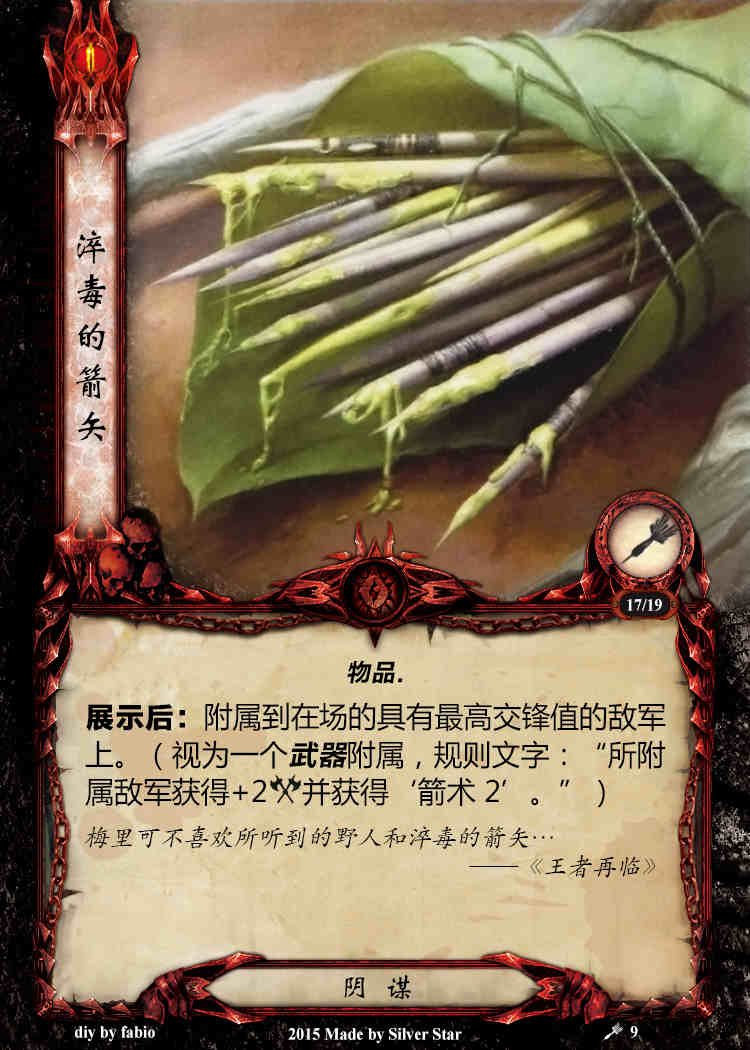 淬毒的箭矢
17/19
物品.
展示后：附属到在场的具有最高交锋值的敌军
上。（视为一个武器附属，规则文字：“所附
属敌军获得+2并获得‘箭术 2’。”）
梅里可不喜欢所听到的野人和淬毒的箭矢…
——《王者再临》
阴谋
diy by fabio
2015 Made by Silver Star
9